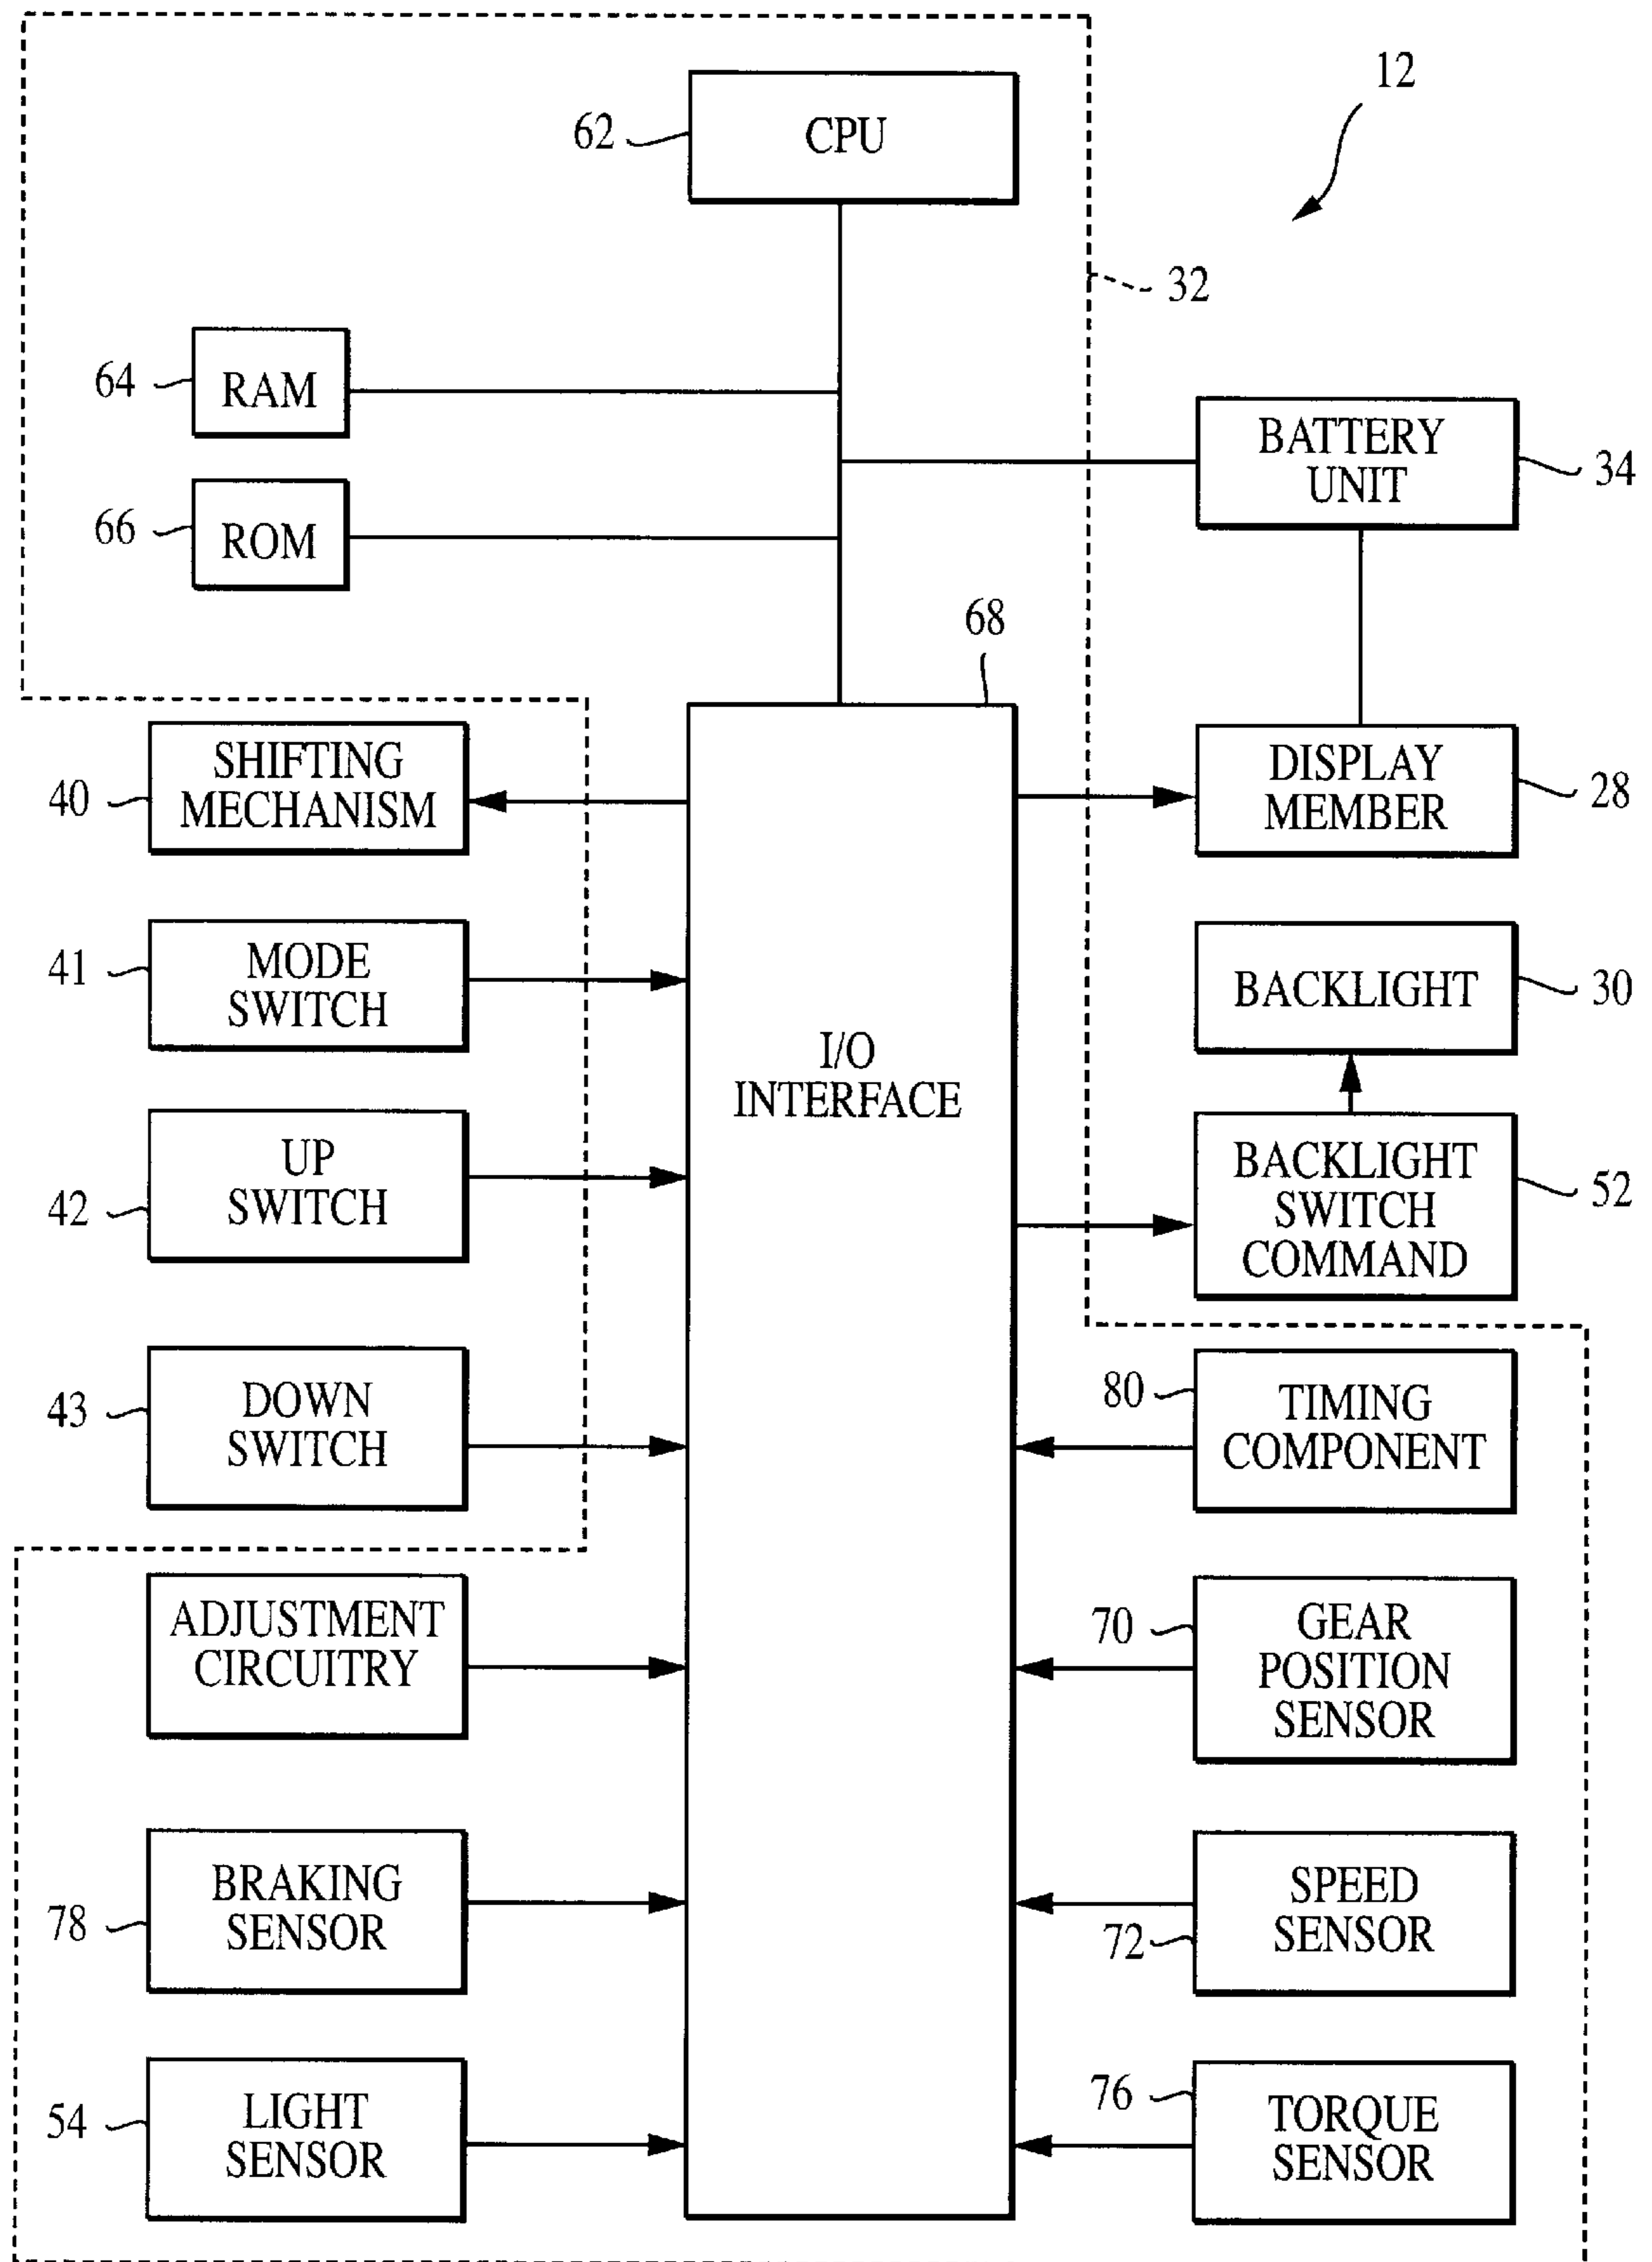 12
62
CPU
32
64
RAM
BATTERY
UNIT
34
66
ROM
68
40
SHIFTING
MECHANISM
DISPLAY
MEMBER
28
41
MODE
SWITCH
BACKLIGHT
30
I/O
INTERFACE
42
UP
SWITCH
BACKLIGHT
SWITCH
COMMAND
52
43
DOWN
SWITCH
80
TIMING
COMPONENT
ADJUSTMENT
CIRCUITRY
70
GEAR
POSITION
SENSOR
78
BRAKING
SENSOR
72
SPEED
SENSOR
54
LIGHT
SENSOR
76
TORQUE
SENSOR